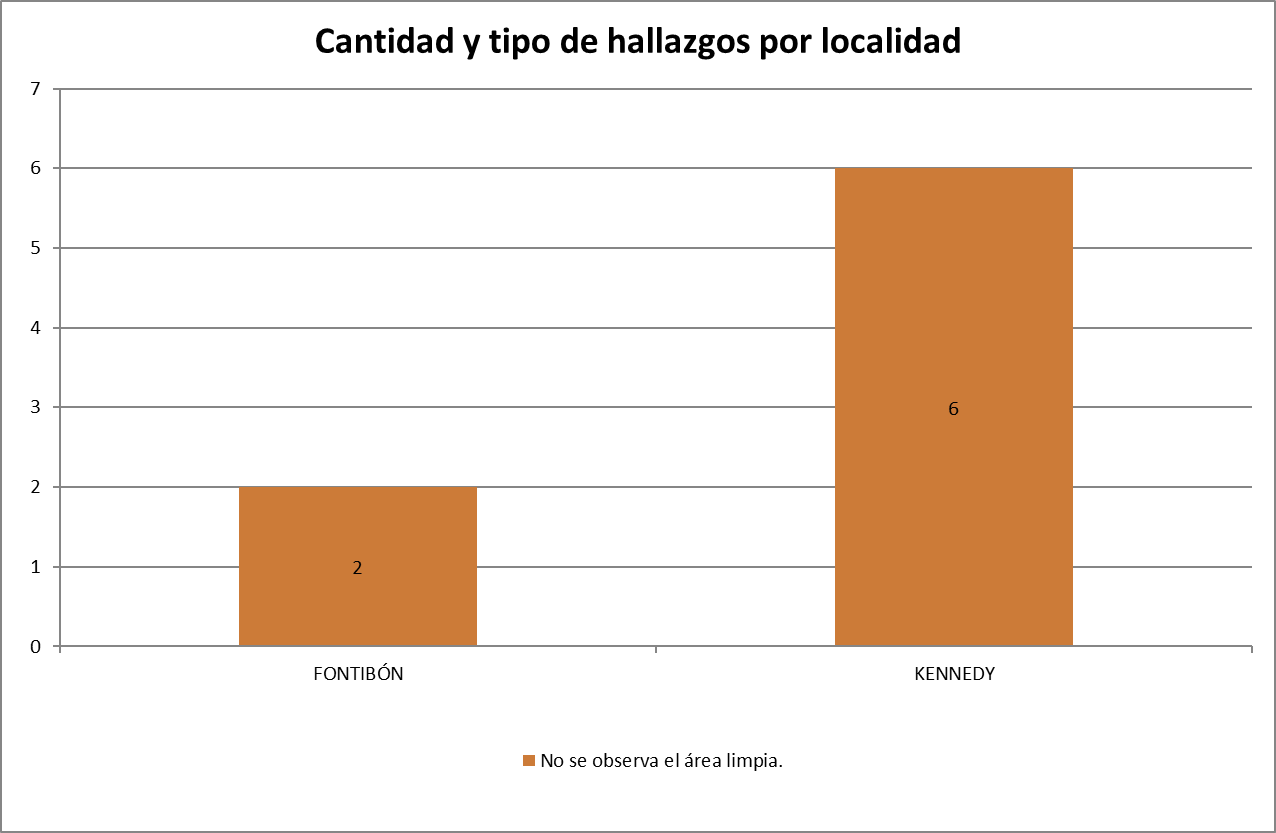 Cantidad y tipo de hallazgos por localidad
7
6
5
4
3
2
1
0
2
6
FONTIBÓN
KENNEDY
No se observa el área limpia.